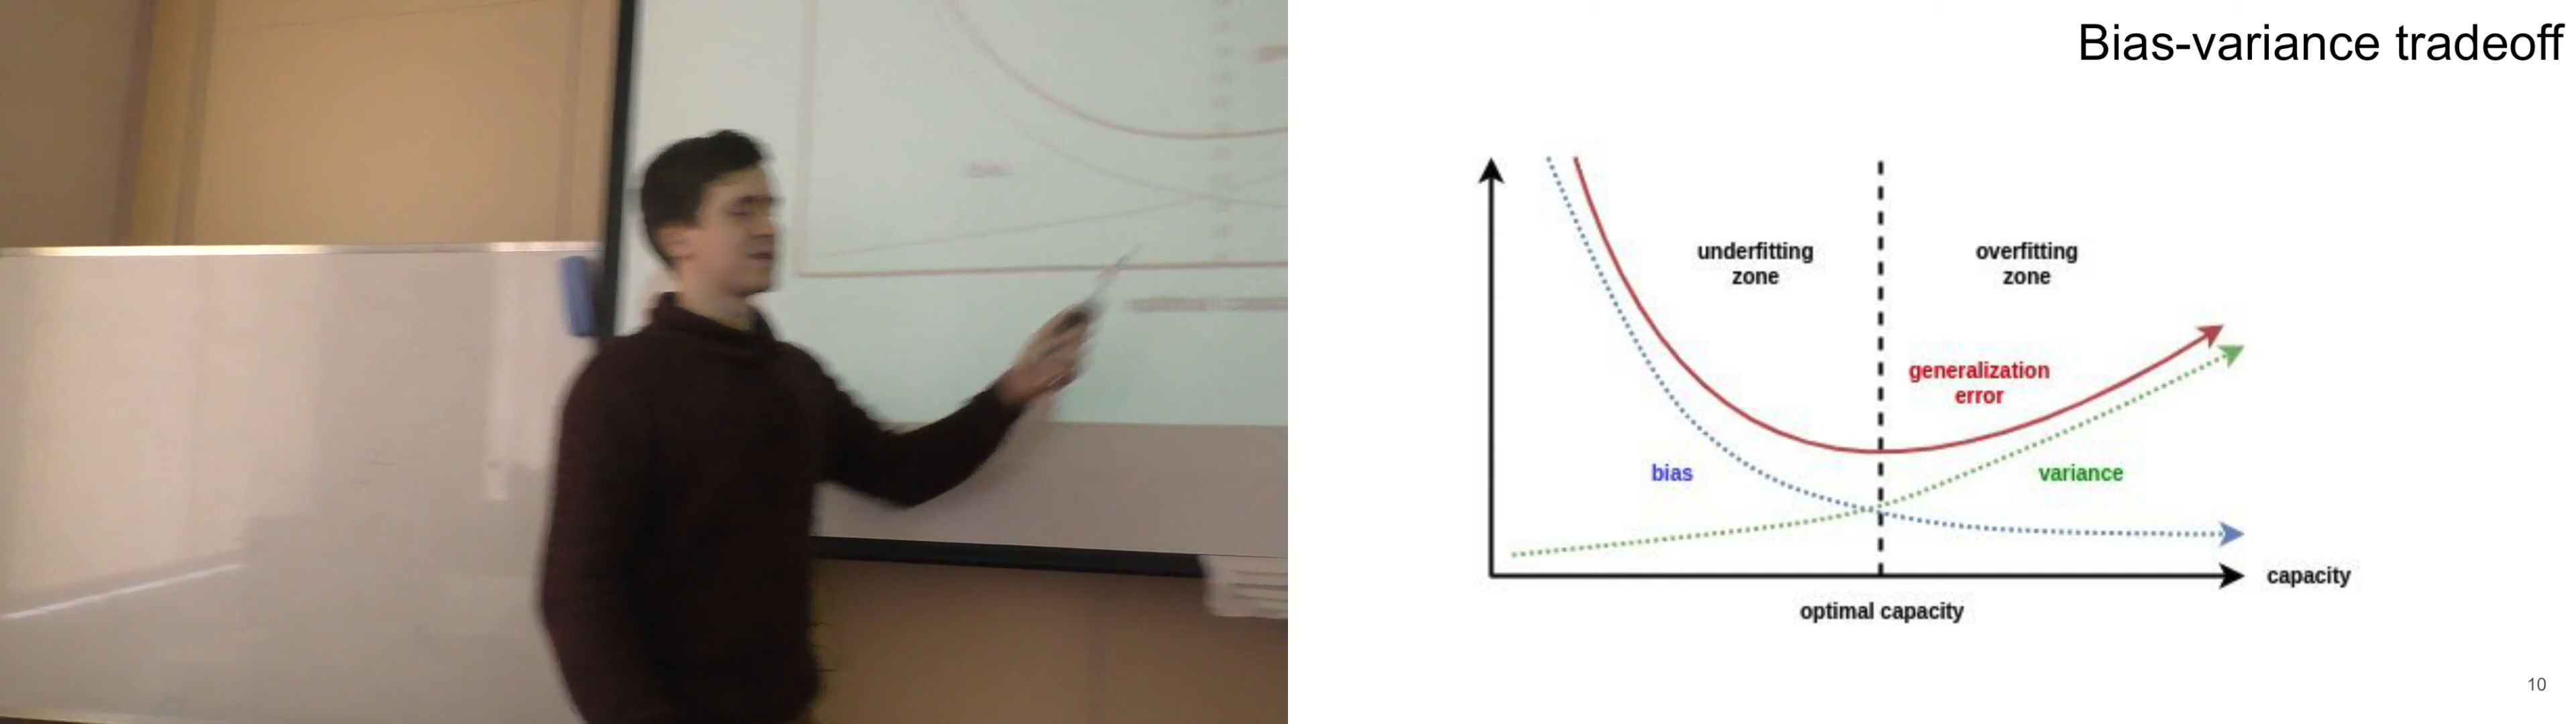 Bias-variance tradeoff
underfitting
zone
overfitting
zone
generalization
error
bias
variance
capacity
optimal capacity
10